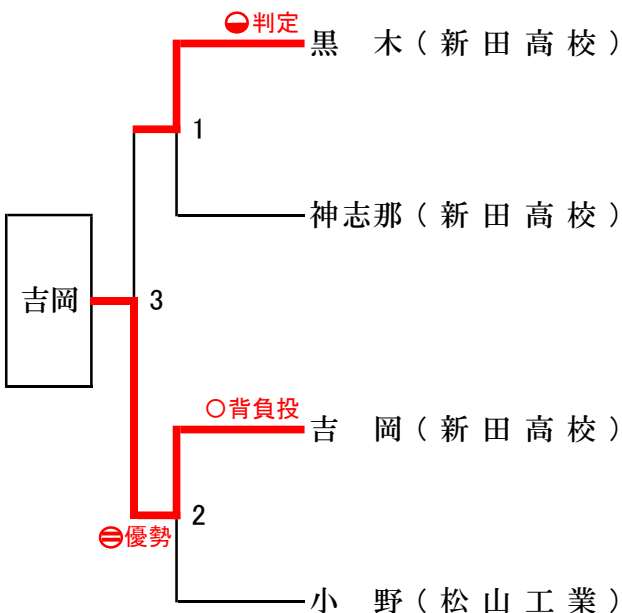 判定
黒 木 ( 新 田 高 校 )
1
神志那 ( 新 田 高 校 )
吉岡
3
○背負投
吉 岡 ( 新 田 高 校 )
2
優勢
小 野 ( 松 山 工 業 )